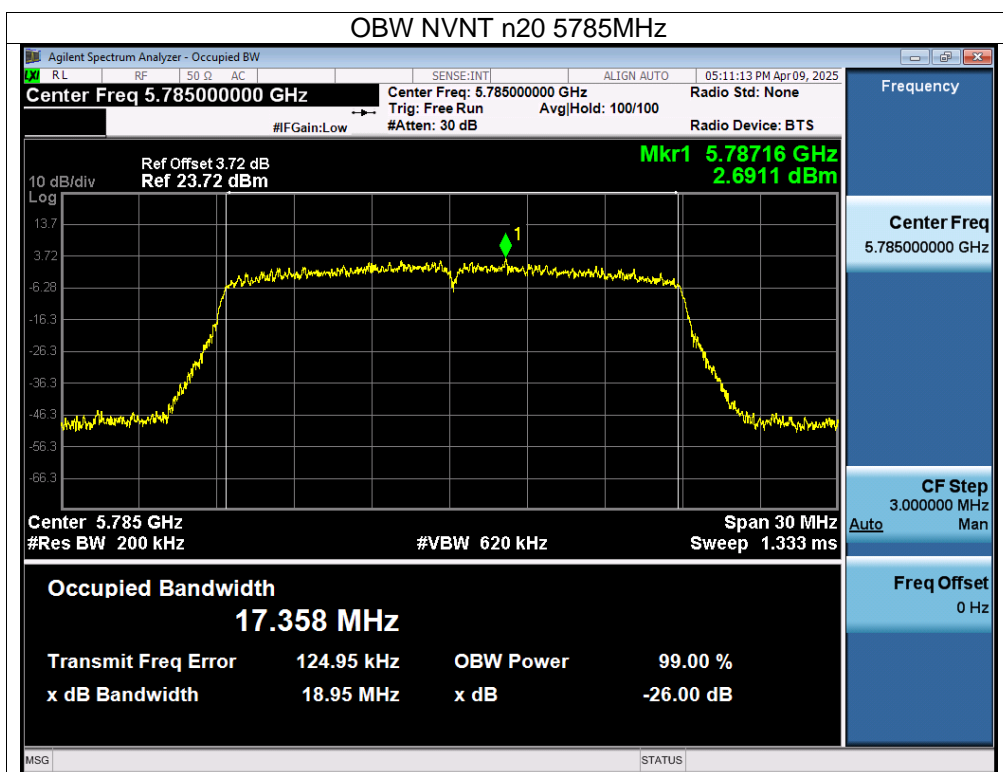 OBW NVNT n20 5785MHz
Agilent Spectrum Analyzer - Occupied BW
LXI RL RF 50 Ω AC SENSE:INT ALIGN AUTO 05:11:13 PM Apr 09, 2025
Center Freq 5.785000000 GHz
Center Freq: 5.785000000 GHz Radio Std: None
Trig: Free Run Avg|Hold: 100/100
#IFGain:Low #Atten: 30 dB Radio Device: BTS
Mkr1 5.78716 GHz
2.6911 dBm
Ref Offset 3.72 dB
10 dB/div Ref 23.72 dBm
Log
13.7
3.72
-6.28
-16.3
-26.3
-36.3
-46.3
-56.3
-66.3
1
Center 5.785 GHz Span 30 MHz
#Res BW 200 kHz #VBW 620 kHz Sweep 1.333 ms
Occupied Bandwidth
17.358 MHz
Transmit Freq Error 124.95 kHz OBW Power 99.00 %
x dB Bandwidth 18.95 MHz x dB -26.00 dB
MSG STATUS
Frequency
Center Freq
5.785000000 GHz
CF Step
3.000000 MHz
Auto Man
Freq Offset
0 Hz